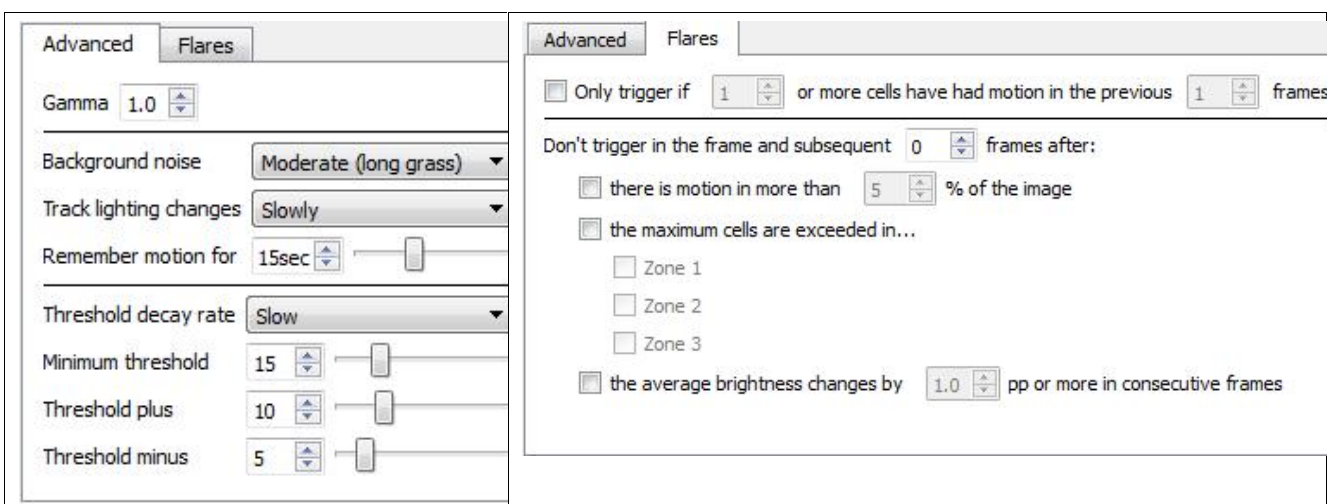 Advanced Flares
Gamma 1.0
Background noise Moderate (long grass)
Track lighting changes Slowly
Remember motion for 15sec
Threshold decay rate Slow
Minimum threshold 15
Threshold plus 10
Threshold minus 5
Advanced Flares
Only trigger if 1 or more cells have had motion in the previous 1 frames
Don't trigger in the frame and subsequent 0 frames after:
there is motion in more than 5 % of the image
the maximum cells are exceeded in...
Zone 1
Zone 2
Zone 3
the average brightness changes by 1.0 pp or more in consecutive frames